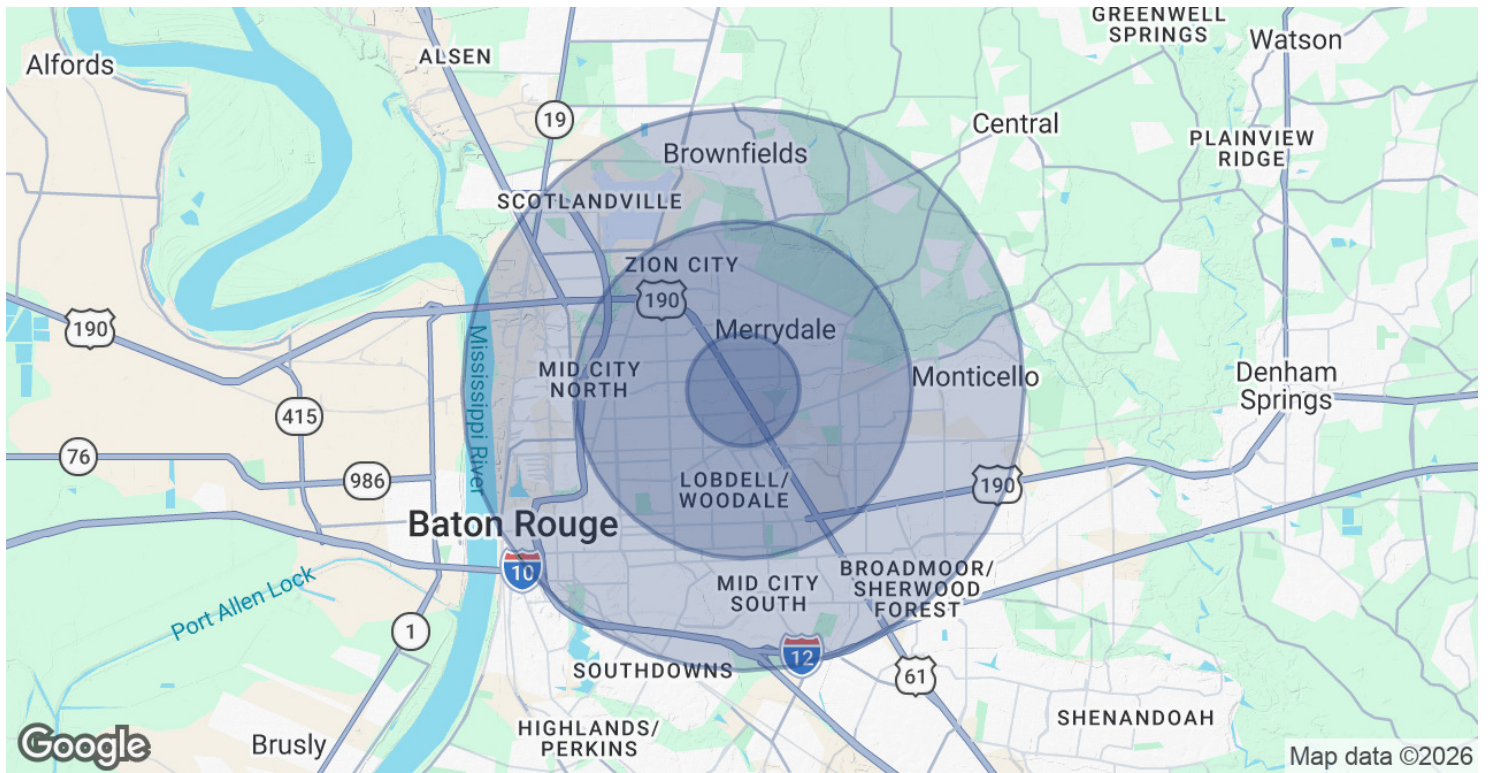 GREENWELL
SPRINGS
Watson
ALSEN
Alfords
19
Central
PLAINVIEW
RIDGE
Brownfields
SCOTLANDVILLE
ZION CITY
190
190
Merrydale
Mississippi River
MID CITY
NORTH
Monticello
Denham
Springs
415
76
986
LOBDELL/
WOODALE
190
Baton Rouge
10
MID CITY
SOUTH
BROADMOOR/
SHERWOOD
FOREST
Port Allen Lock
1
12
SOUTHDOWNS
61
HIGHLANDS/
PERKINS
SHENANDOAH
Brusly
Google
Map data ©2026